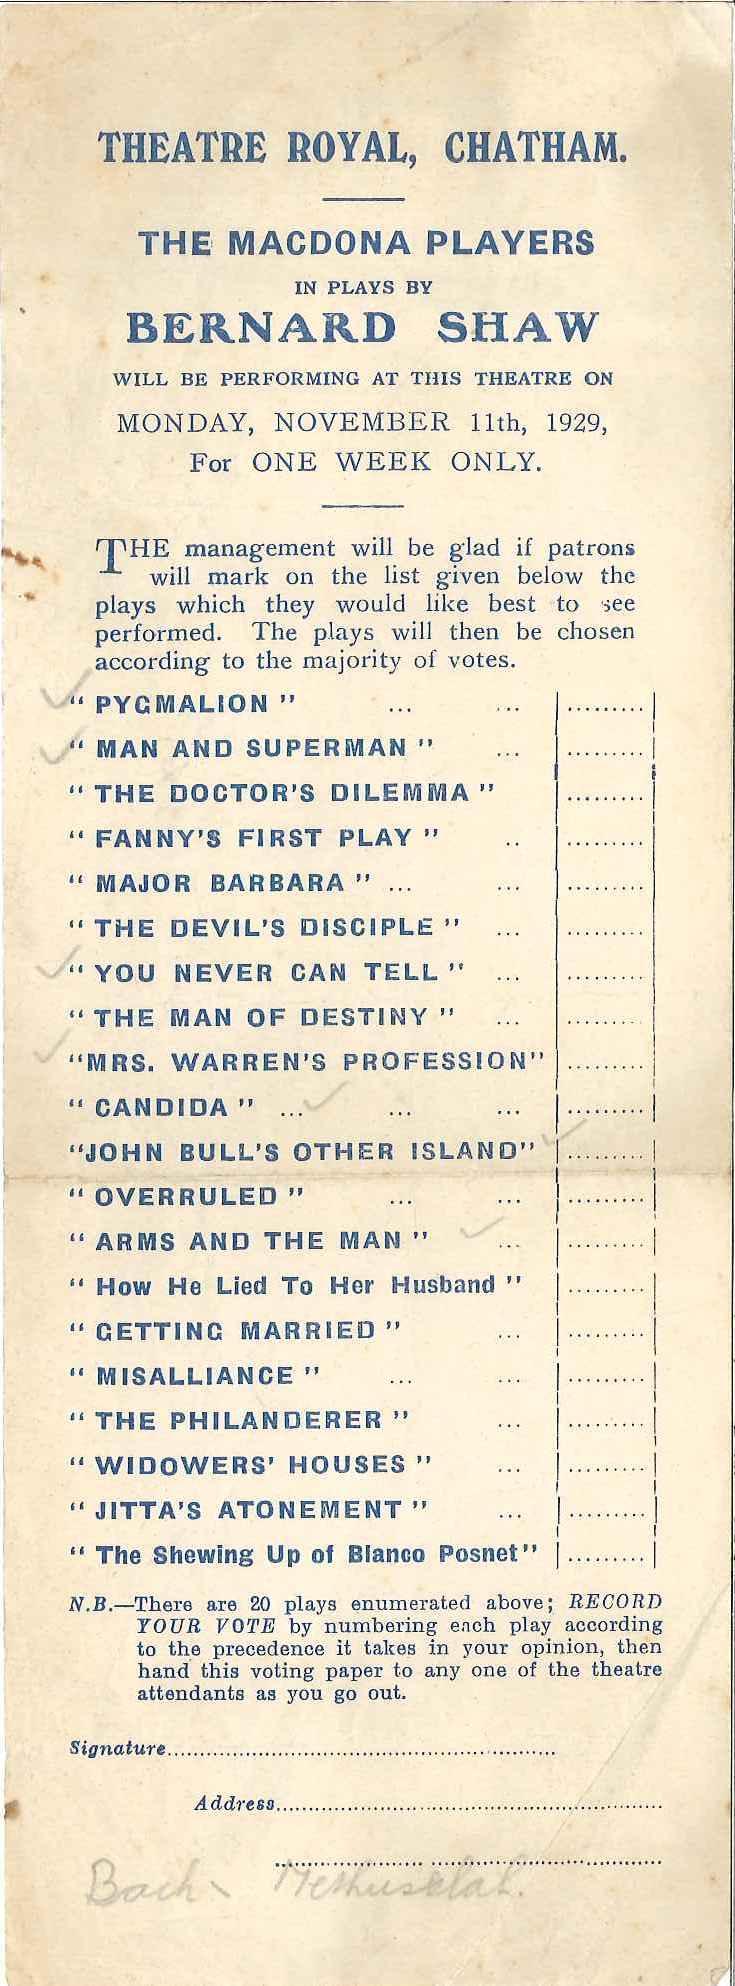 THEATRE ROYAL, CHATHAM.
THE MACDONA PLAYERS
IN PLAYS BY
BERNARD SHAW
WILL BE PERFORMING AT THIS THEATRE ON
MONDAY, NOVEMBER 11th, 1929,
For ONE WEEK ONLY.
THE management will be glad if patrons
will mark on the list given below the
plays which they would like best to see
performed. The plays will then be chosen
according to the majority of votes.
" PYGMALION " ... ... .........
" MAN AND SUPERMAN " ... .........
" THE DOCTOR'S DILEMMA " .........
" FANNY'S FIRST PLAY " .. .........
" MAJOR BARBARA " ... ... .........
" THE DEVIL'S DISCIPLE " ... .........
" YOU NEVER CAN TELL " ... .........
" THE MAN OF DESTINY " ... .........
"MRS. WARREN'S PROFESSION" .........
" CANDIDA " ... ... ... .........
"JOHN BULL'S OTHER ISLAND" .........
" OVERRULED " ... ... .........
" ARMS AND THE MAN " ... .........
" How He Lied To Her Husband " .........
" GETTING MARRIED " ... .........
" MISALLIANCE " ... ... .........
" THE PHILANDERER " ... .........
" WIDOWERS' HOUSES " ... .........
" JITTA'S ATONEMENT " ... .........
" The Shewing Up of Blanco Posnet" .........
N.B.—There are 20 plays enumerated above; RECORD
YOUR VOTE by numbering each play according
to the precedence it takes in your opinion, then
hand this voting paper to any one of the theatre
attendants as you go out.
Signature............................................................
Address............................................................
............................................................
Back Methuselah.